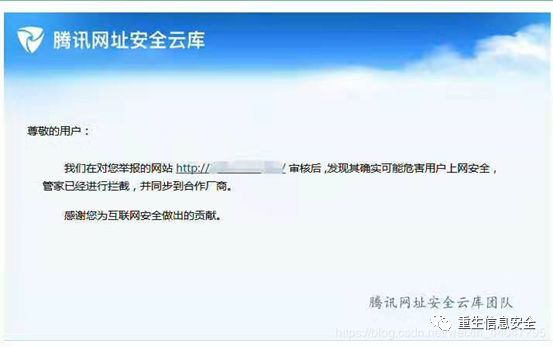 腾讯网址安全云库
尊敬的用户：
我们在对您举报的网站 http:// / 审核后,发现其确实可能危害用户上网安全，
管家已经进行拦截，并同步到合作厂商。
感谢您为互联网安全做出的贡献。
腾讯网址安全云库团队
重生信息安全